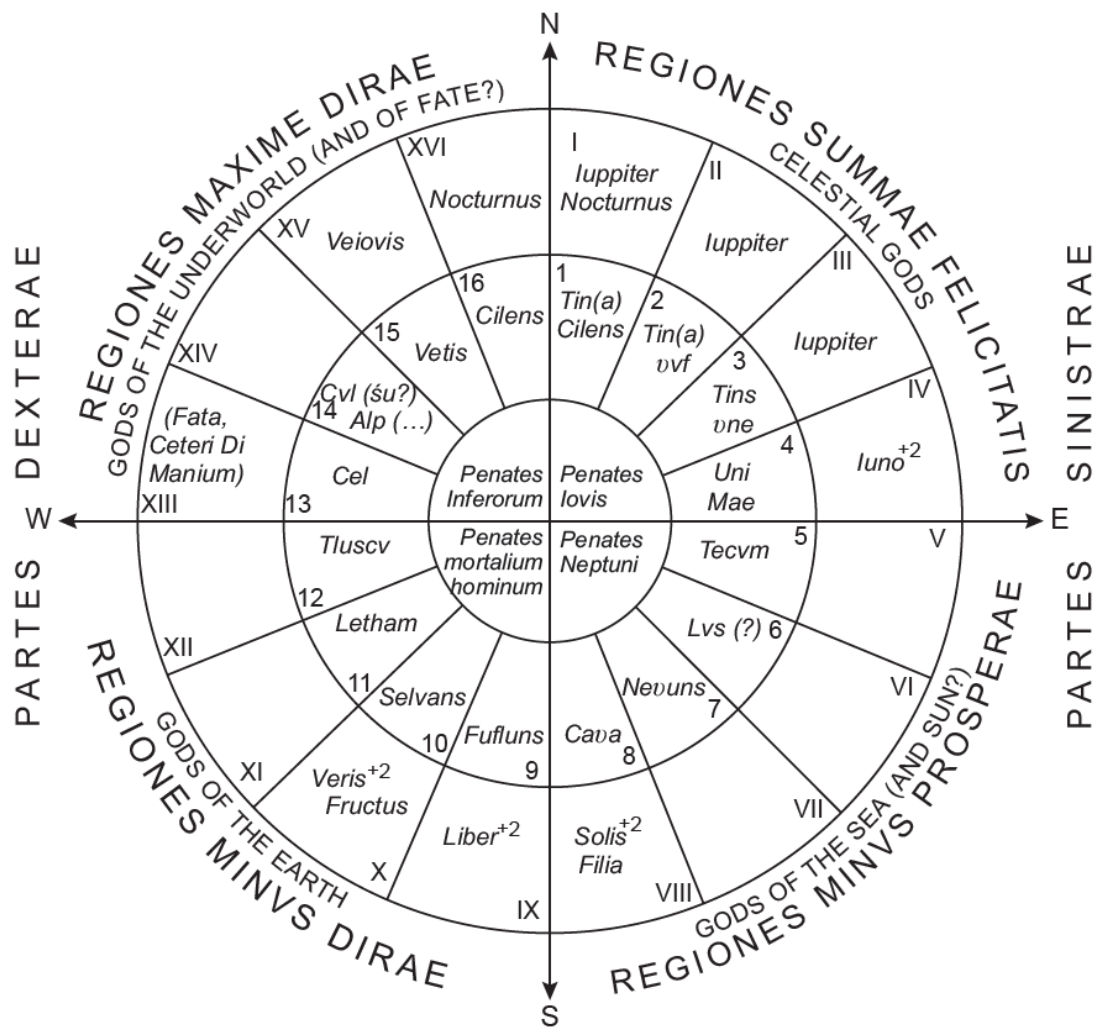 N
REGIONES MAXIME DIRAE
GODS OF THE UNDERWORLD (AND OF FATE?)
REGIONES SUMMAE FELICITATIS
CELESTIAL GODS
PARTES DEXTERAE
PARTES SINISTRAE
W
E
S
REGIONES MINVS DIRAE
GODS OF THE EARTH
REGIONES MINVS PROSPERAE
GODS OF THE SEA (AND SUN?)
I
Iuppiter
Nocturnus
II
Iuppiter
III
Iuppiter
IV
Iuno+2
V
VI
VII
VIII
Solis+2
Filia
IX
Liber+2
X
Veris+2
Fructus
XI
XII
XIII
(Fata,
Ceteri Di
Manium)
XIV
XV
Veiovis
XVI
Nocturnus
1
Tin(a)
Cilens
2
Tin(a)
υvf
3
Tins
υne
4
Uni
Mae
5
Tecvm
6
Lvs (?)
7
Neυuns
8
Caυa
9
Fufluns
10
Selvans
11
Letham
12
Tluscv
13
Cel
14
Cvl (śu?)
Alp (...)
15
Vetis
16
Cilens
Penates
Inferorum
Penates
Iovis
Penates
mortalium
hominum
Penates
Neptuni